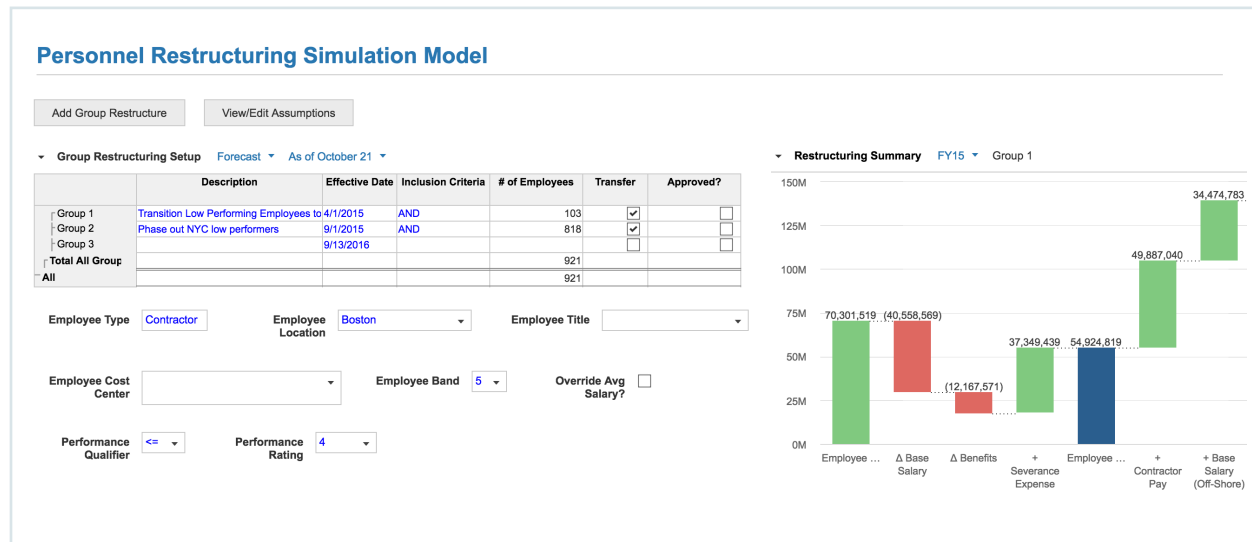 Personnel Restructuring Simulation Model
Add Group Restructure View/Edit Assumptions
Group Restructuring Setup Forecast As of October 21
Description Effective Date Inclusion Criteria # of Employees Transfer Approved?
Group 1 Transition Low Performing Employees to 4/1/2015 AND 103
Group 2 Phase out NYC low performers 9/1/2015 AND 818
Group 3 9/13/2016
Total All Group 921
All 921
Employee Type Contractor Employee Location Boston Employee Title
Employee Cost Center Employee Band 5 Override Avg Salary?
Performance Qualifier <= Performance Rating 4
Restructuring Summary FY15 Group 1
150M
125M
100M
75M
50M
25M
0M
70,301,519 (40,558,569) (12,167,571) 37,349,439 54,924,819 49,887,040 34,474,783
Employee ... Δ Base Salary Δ Benefits + Severance Expense Employee ... + Contractor Pay + Base Salary (Off-Shore)